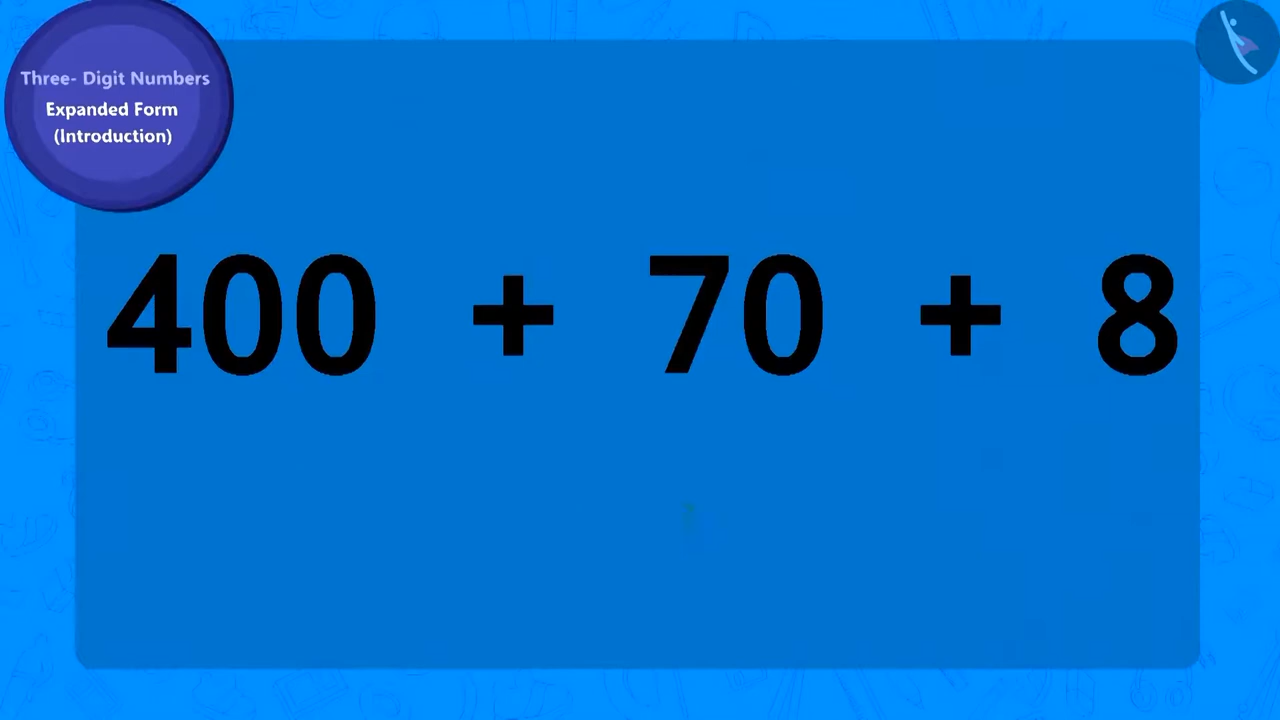 Three- Digit Numbers
Expanded Form
(Introduction)
400 + 70 + 8